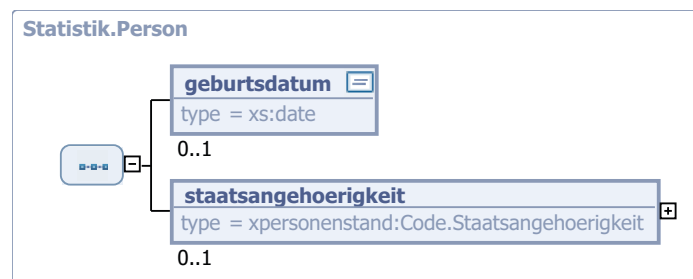 Statistik.Person
geburtsdatum
type = xs:date
0..1
staatsangehoerigkeit
type = xpersonenstand:Code.Staatsangehoerigkeit
0..1